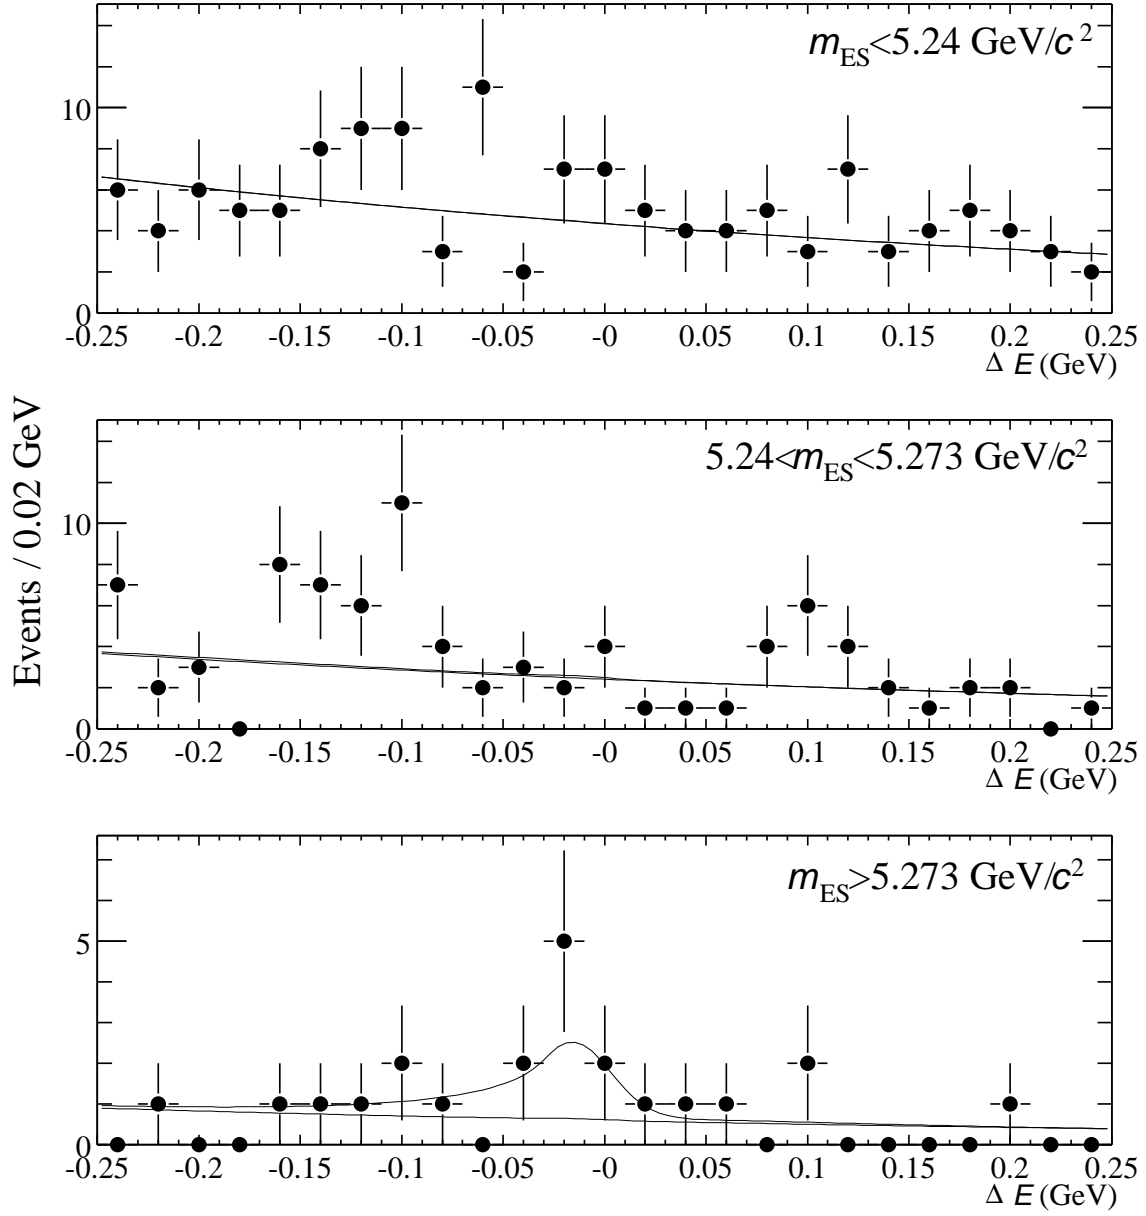 m_ES<5.24 GeV/c²
10
0
-0.25 -0.2 -0.15 -0.1 -0.05 -0 0.05 0.1 0.15 0.2 0.25
Δ E (GeV)
Events / 0.02 GeV
5.24<m_ES<5.273 GeV/c²
10
0
-0.25 -0.2 -0.15 -0.1 -0.05 -0 0.05 0.1 0.15 0.2 0.25
Δ E (GeV)
m_ES>5.273 GeV/c²
5
0
-0.25 -0.2 -0.15 -0.1 -0.05 -0 0.05 0.1 0.15 0.2 0.25
Δ E (GeV)